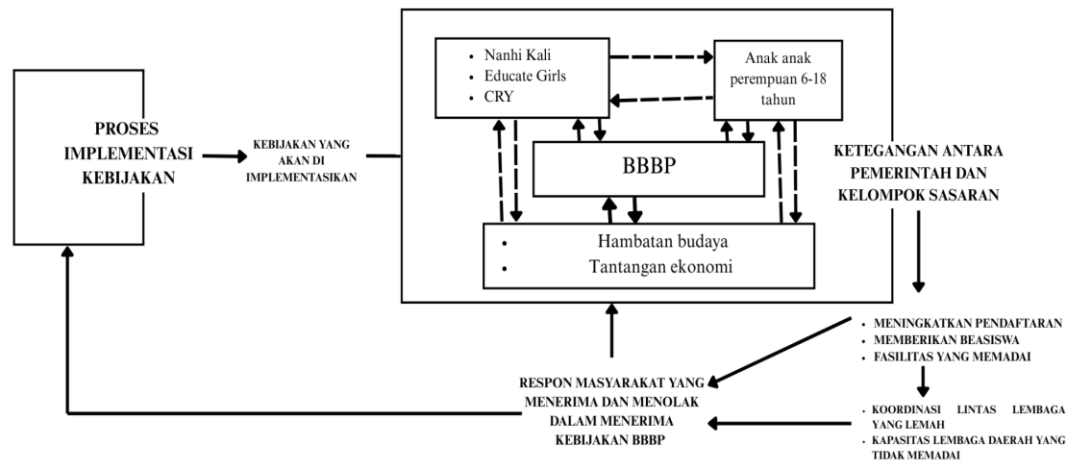 PROSES
IMPLEMENTASI
KEBIJAKAN
KEBIJAKAN YANG
AKAN DI
IMPLEMENTASIKAN
• Nanhi Kali
• Educate Girls
• CRY
Anak anak
perempuan 6-18
tahun
BBBP
• Hambatan budaya
• Tantangan ekonomi
KETEGANGAN ANTARA
PEMERINTAH DAN
KELOMPOK SASARAN
• MENINGKATKAN PENDAFTARAN
• MEMBERIKAN BEASISWA
• FASILITAS YANG MEMADAI
• KOORDINASI LINTAS LEMBAGA
YANG LEMAH
• KAPASITAS LEMBAGA DAERAH YANG
TIDAK MEMADAI
RESPON MASYARAKAT YANG
MENERIMA DAN MENOLAK
DALAM MENERIMA
KEBIJAKAN BBBP